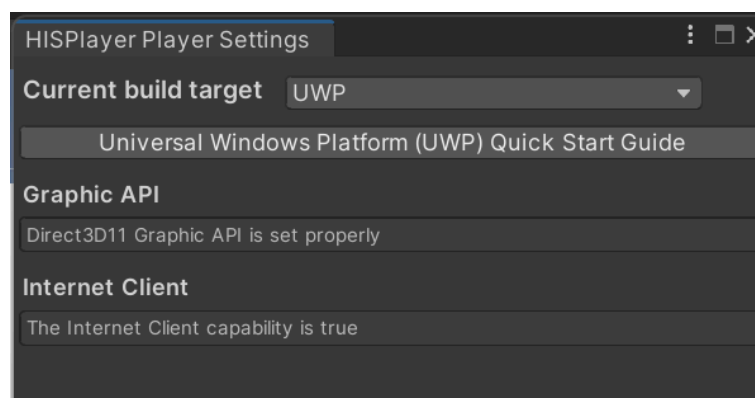 HISPlayer Player Settings
Current build target UWP
Universal Windows Platform (UWP) Quick Start Guide
Graphic API
Direct3D11 Graphic API is set properly
Internet Client
The Internet Client capability is true